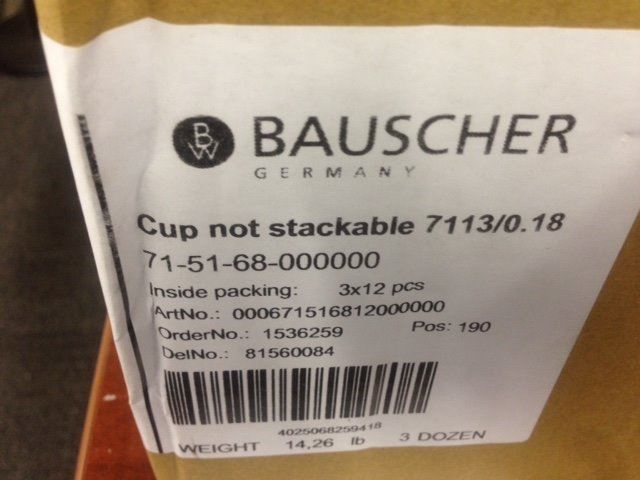 BW BAUSCHER
GERMANY
Cup not stackable 7113/0.18
71-51-68-000000
Inside packing: 3x12 pcs
ArtNo.: 000671516812000000
OrderNo.: 1536259 Pos: 190
DelNo.: 81560084
4025068259418
WEIGHT 14,26 lb 3 DOZEN